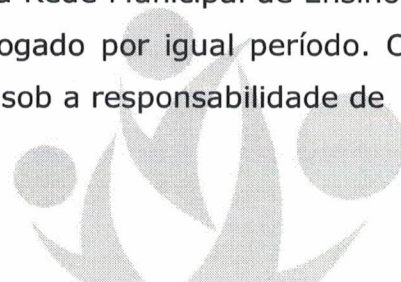 Rede Municipal de Ensino
ogado por igual período.
sob a responsabilidade de